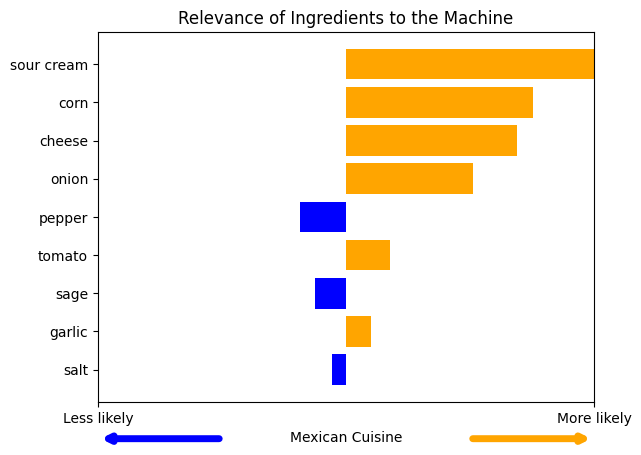 Relevance of Ingredients to the Machine
sour cream
corn
cheese
onion
pepper
tomato
sage
garlic
salt
Less likely
More likely
Mexican Cuisine